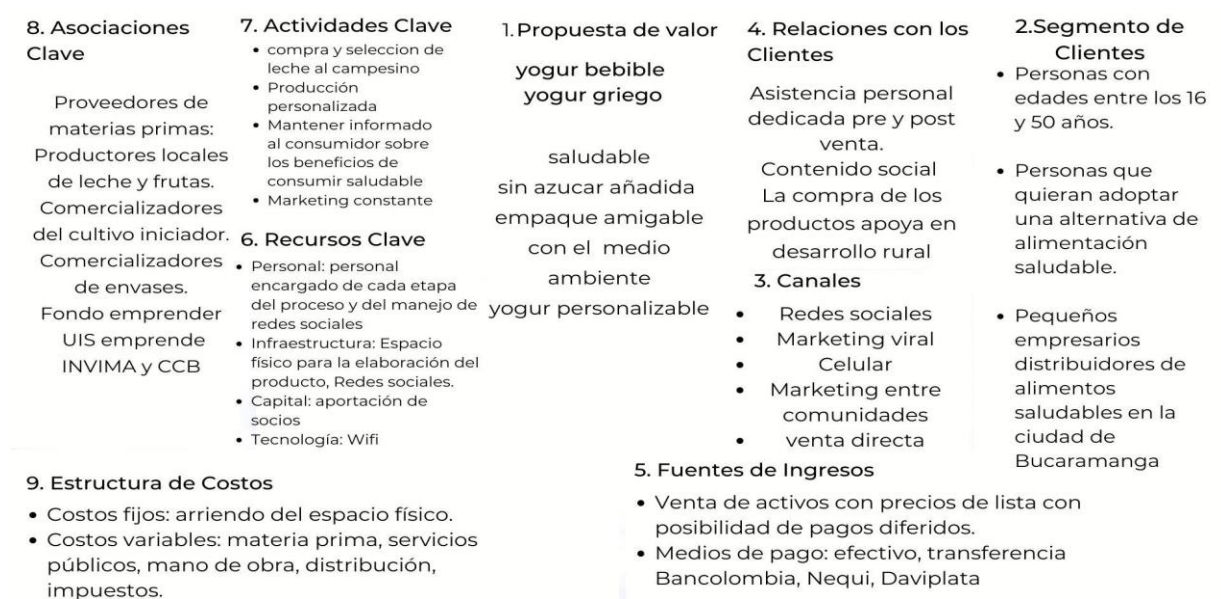 8. Asociaciones
Clave
Proveedores de
materias primas:
Productores locales
de leche y frutas.
Comercializadores
del cultivo iniciador.
Comercializadores
de envases.
Fondo emprender
UIS emprende
INVIMA y CCB
7. Actividades Clave
• compra y seleccion de
leche al campesino
• Producción
personalizada
• Mantener informado
al consumidor sobre
los beneficios de
consumir saludable
• Marketing constante
6. Recursos Clave
• Personal: personal
encargado de cada etapa
del proceso y del manejo de
redes sociales
• Infraestructura: Espacio
físico para la elaboración del
producto, Redes sociales.
• Capital: aportación de
socios
• Tecnología: Wifi
1.Propuesta de valor
yogur bebible
yogur griego
saludable
sin azucar añadida
empaque amigable
con el medio
ambiente
yogur personalizable
4. Relaciones con los
Clientes
Asistencia personal
dedicada pre y post
venta.
Contenido social
La compra de los
productos apoya en
desarrollo rural
3. Canales
• Redes sociales
• Marketing viral
• Celular
• Marketing entre
comunidades
• venta directa
2.Segmento de
Clientes
• Personas con
edades entre los 16
y 50 años.
• Personas que
quieran adoptar
una alternativa de
alimentación
saludable.
• Pequeños
empresarios
distribuidores de
alimentos
saludables en la
ciudad de
Bucaramanga
9. Estructura de Costos
• Costos fijos: arriendo del espacio físico.
• Costos variables: materia prima, servicios
públicos, mano de obra, distribución,
impuestos.
5. Fuentes de Ingresos
• Venta de activos con precios de lista con
posibilidad de pagos diferidos.
• Medios de pago: efectivo, transferencia
Bancolombia, Nequi, Daviplata